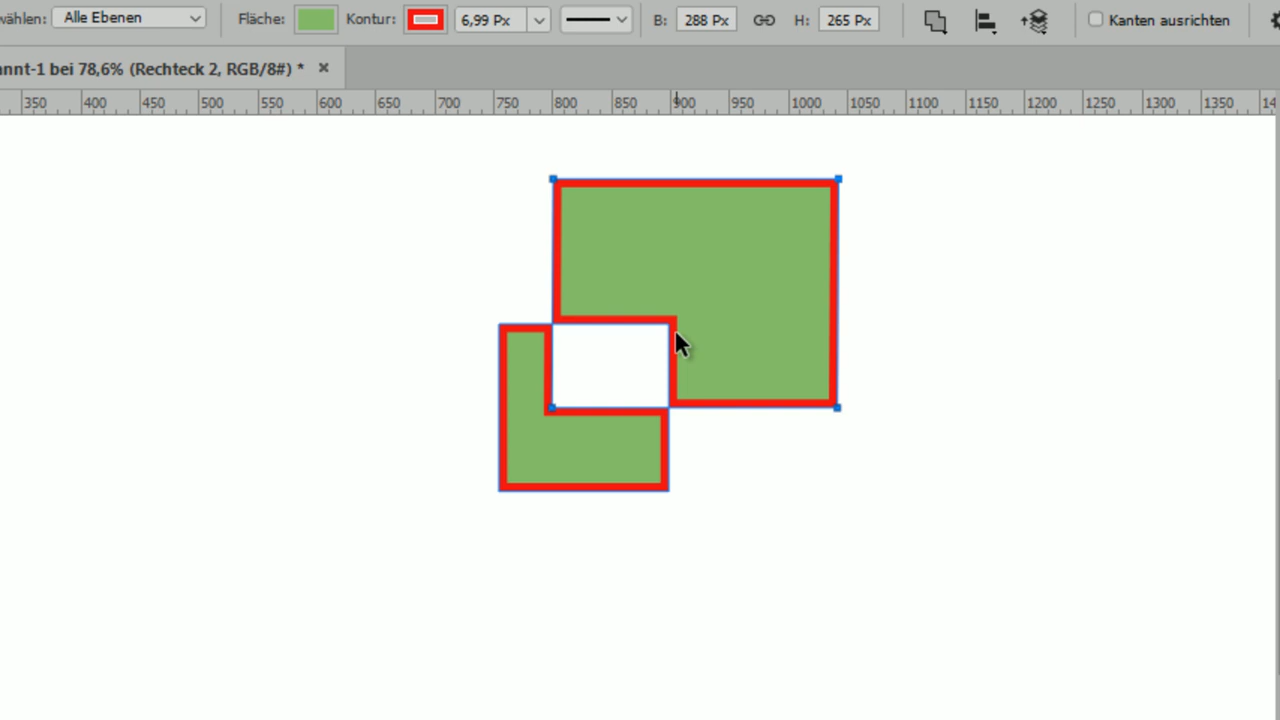 wählen: Alle Ebenen Fläche: Kontur: 6,99 Px B: 288 Px H: 265 Px Kanten ausrichten
annt-1 bei 78,6% (Rechteck 2, RGB/8#) * ×
350 400 450 500 550 600 650 700 750 800 850 900 950 1000 1050 1100 1150 1200 1250 1300 1350 14